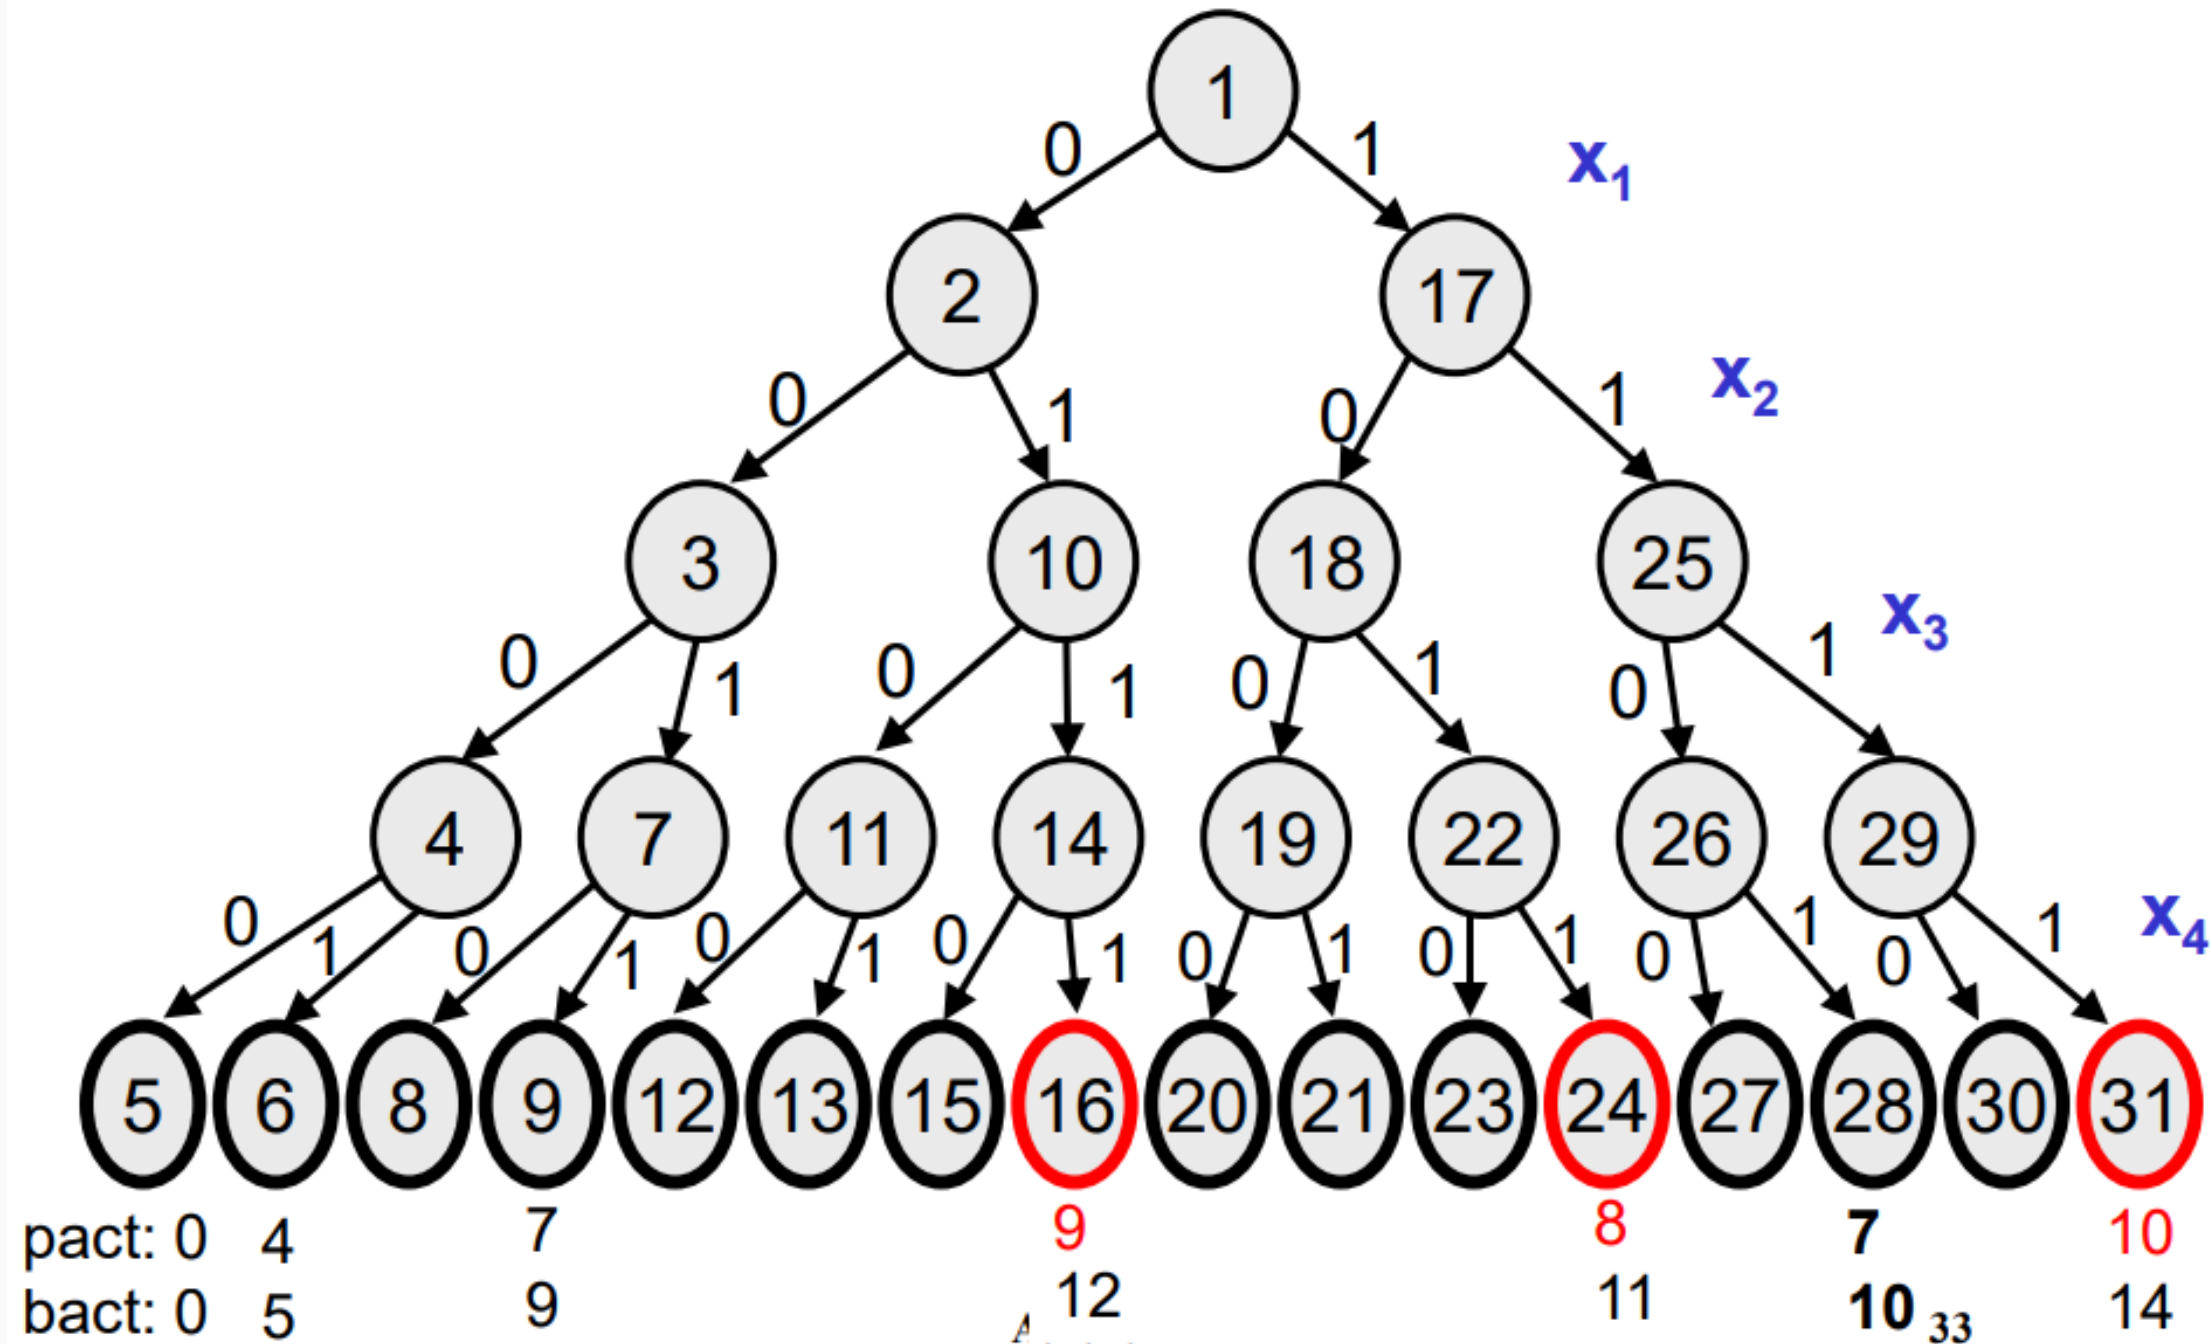 1
0 1 x1
2 17
0 1 0 1 x2
3 10 18 25
0 1 0 1 0 1 0 1 x3
4 7 11 14 19 22 26 29
0 1 0 1 0 1 0 1 0 1 0 1 0 1 0 1 x4
5 6 8 9 12 13 15 16 20 21 23 24 27 28 30 31
pact: 0 4 7 9 8 7 10
bact: 0 5 9 12 11 10 14
33